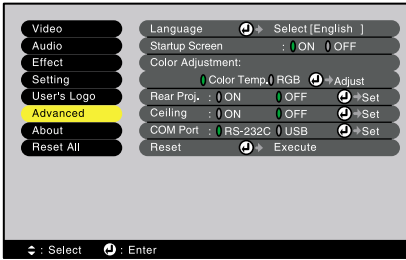 Video
Audio
Effect
Setting
User's Logo
Advanced
About
Reset All
Language Select [English ]
Startup Screen : ON OFF
Color Adjustment:
Color Temp. RGB Adjust
Rear Proj. : ON OFF Set
Ceiling : ON OFF Set
COM Port : RS-232C USB Set
Reset Execute
: Select : Enter